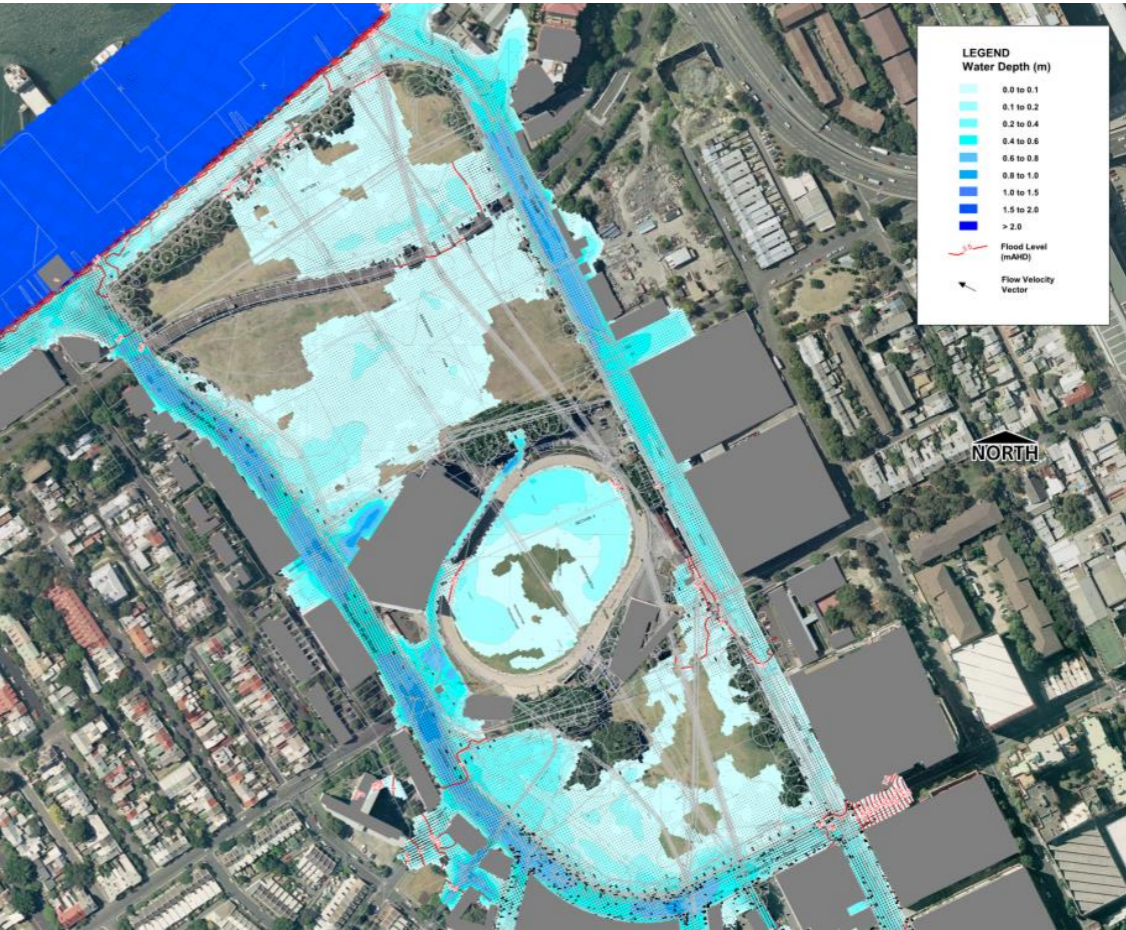 LEGEND
Water Depth (m)
0.0 to 0.1
0.1 to 0.2
0.2 to 0.4
0.4 to 0.6
0.6 to 0.8
0.8 to 1.0
1.0 to 1.5
1.5 to 2.0
> 2.0
Flood Level
(mAHD)
Flow Velocity
Vector
NORTH